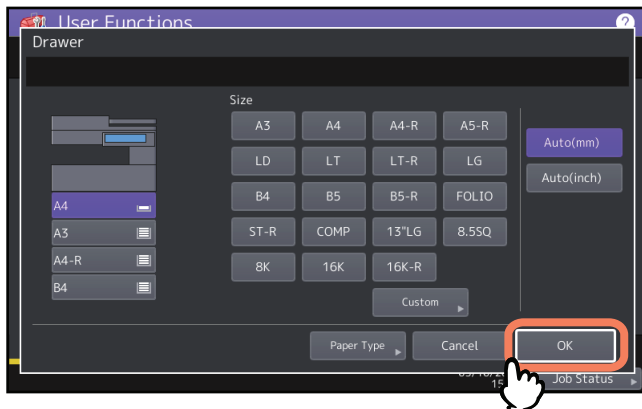 User Functions ?
Drawer
Size
A3 A4 A4-R A5-R
Auto(mm)
LD LT LT-R LG
Auto(inch)
B4 B5 B5-R FOLIO
A4
A3
ST-R COMP 13"LG 8.5SQ
A4-R
8K 16K 16K-R
B4
Custom
Paper Type Cancel OK
Job Status